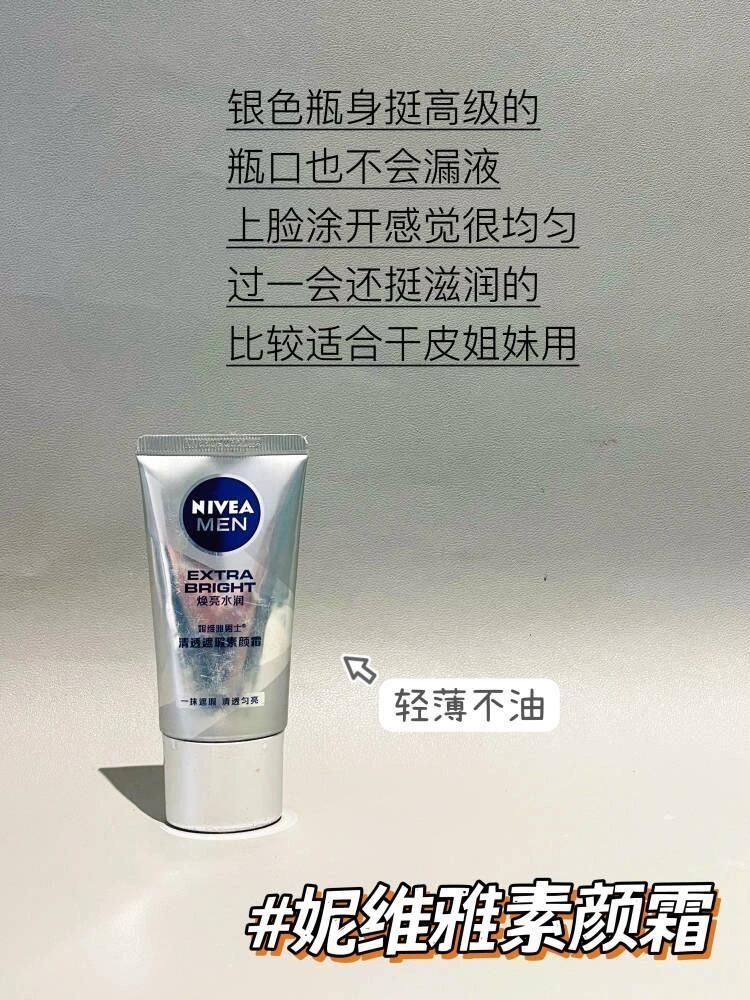 银色瓶身挺高级的
瓶口也不会漏液
上脸涂开感觉很均匀
过一会还挺滋润的
比较适合干皮姐妹用
NIVEA
MEN
EXTRA
BRIGHT
焕亮水润
妮维雅男士®
清透遮瑕素颜霜
一抹遮瑕 清透匀亮
轻薄不油
#妮维雅素颜霜